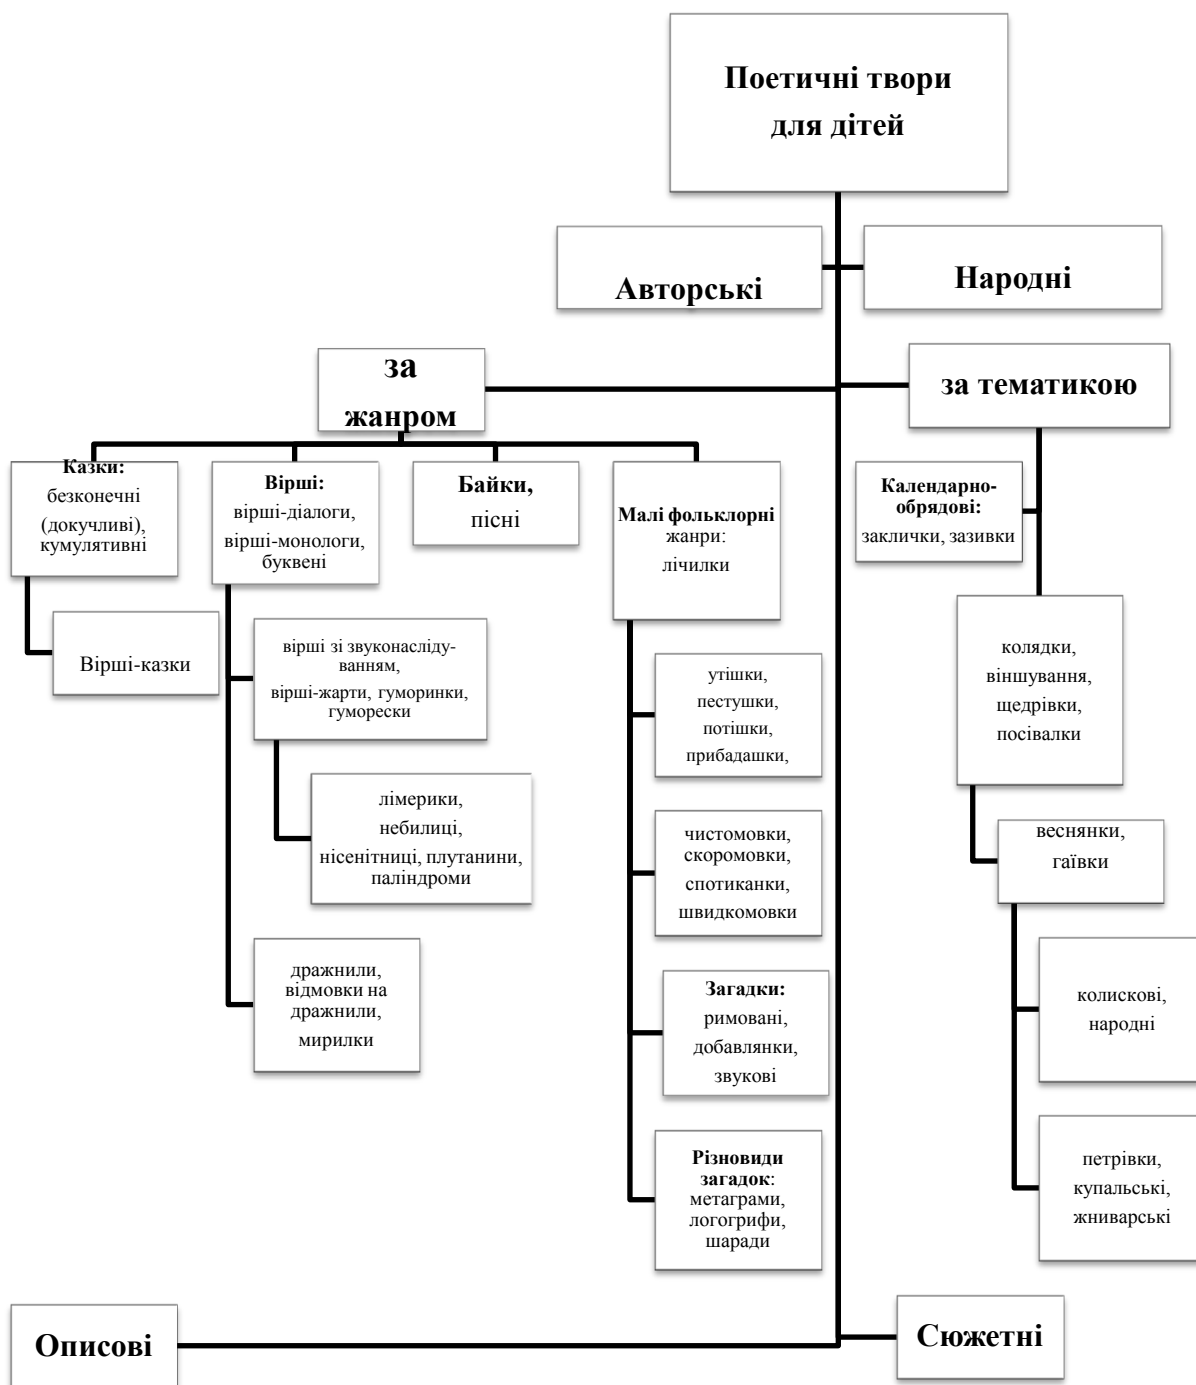 Поетичні твори
для дітей
Авторські
Народні
за
жанром
за тематикою
Казки:
безконечні
(докучливі),
кумулятивні
Вірші:
вірші-діалоги,
вірші-монологи,
буквені
Байки,
пісні
Малі фольклорні
жанри:
лічилки
Календарно-
обрядові:
заклички, зазивки
Вірші-казки
вірші зі звуконасліду-
ванням,
вірші-жарти, гуморинки,
гуморески
лімерики,
небилиці,
нісенітниці, плутанини,
паліндроми
дражнили,
відмовки на
дражнили,
мирилки
утішки,
пестушки,
потішки,
прибадашки,
чистомовки,
скоромовки,
спотиканки,
швидкомовки
Загадки:
римовані,
добавлянки,
звукові
Різновиди
загадок:
метаграми,
логогрифи,
шаради
колядки,
віншування,
щедрівки,
посівалки
веснянки,
гаївки
колискові,
народні
петрівки,
купальські,
жниварські
Описові
Сюжетні